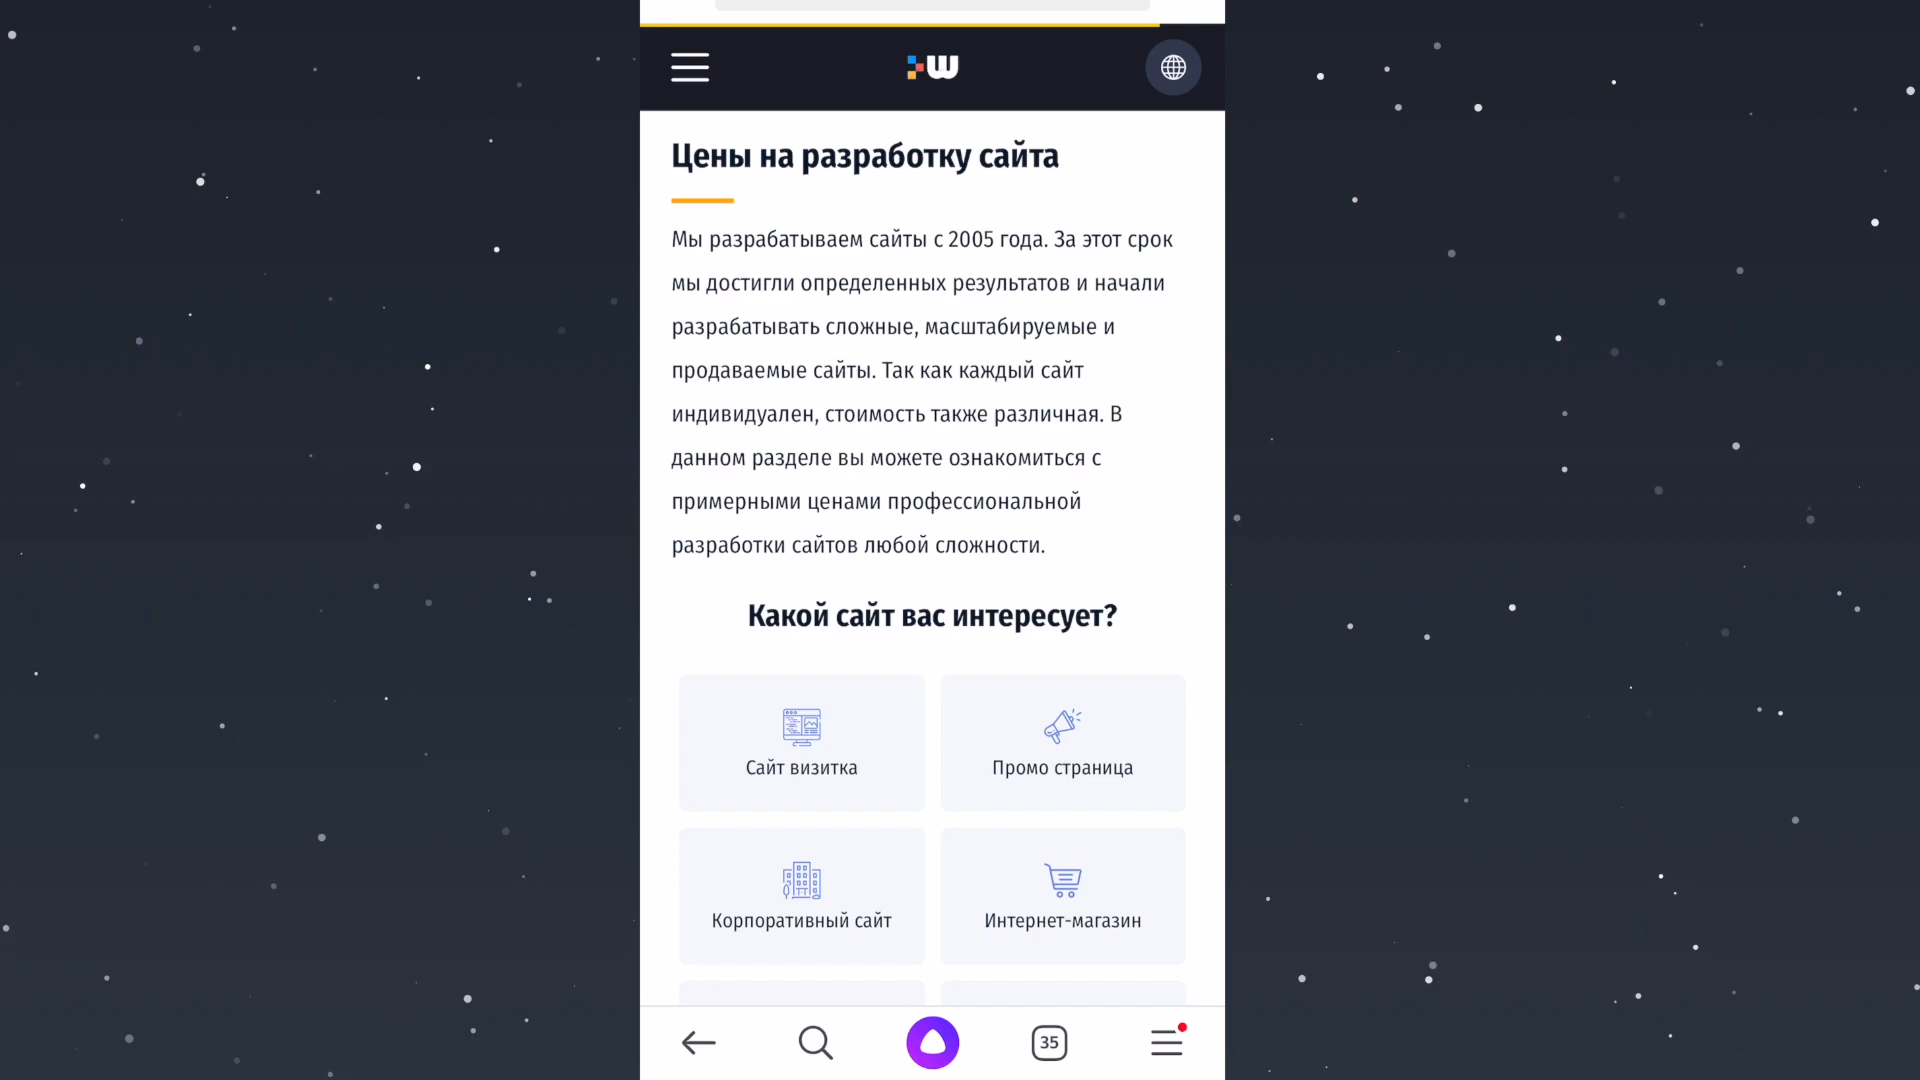 W
Цены на разработку сайта
Мы разрабатываем сайты с 2005 года. За этот срок
мы достигли определенных результатов и начали
разрабатывать сложные, масштабируемые и
продаваемые сайты. Так как каждый сайт
индивидуален, стоимость также различная. В
данном разделе вы можете ознакомиться с
примерными ценами профессиональной
разработки сайтов любой сложности.
Какой сайт вас интересует?
Сайт визитка
Промо страница
Корпоративный сайт
Интернет-магазин
35